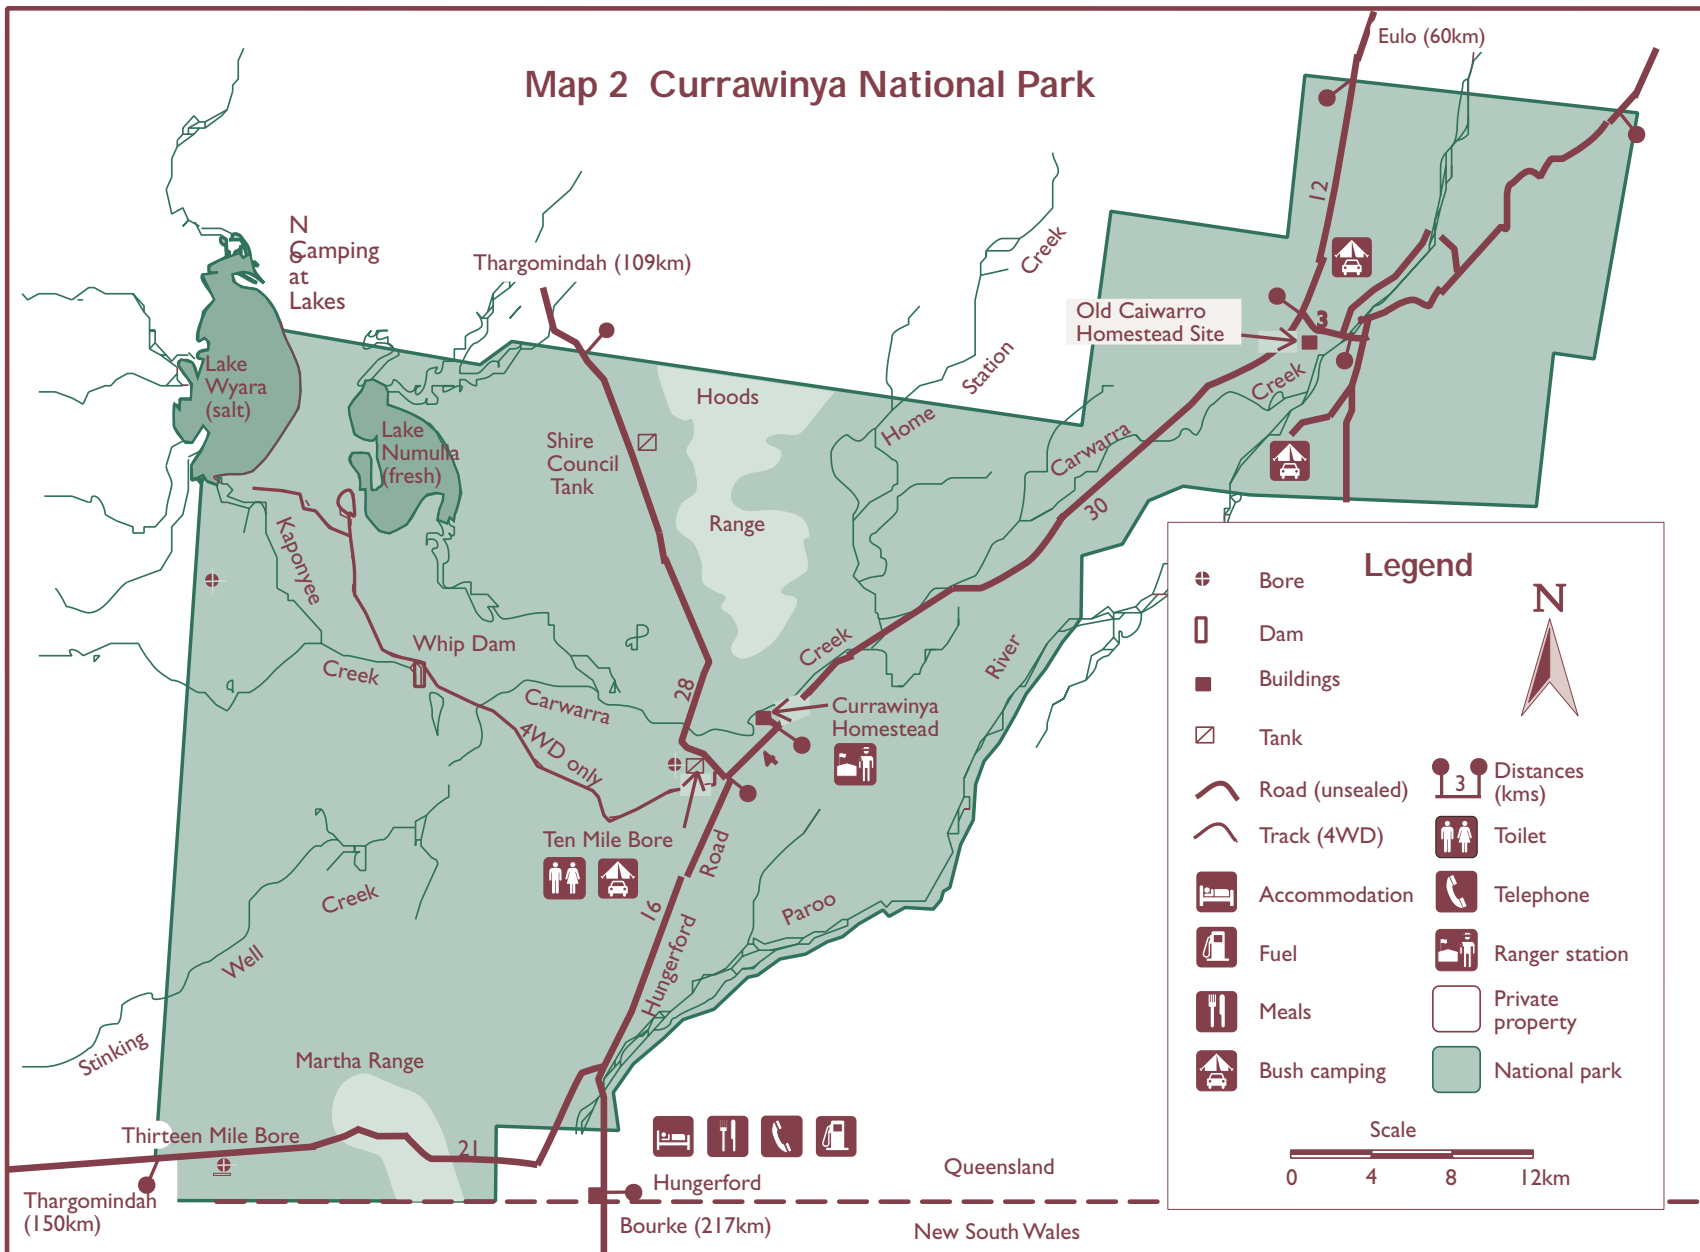 Map 2 Currawinya National Park
Eulo (60km)
12
N
o
Camping
at
Lakes
Thargomindah (109km)
Creek
Station
Home
Old Caiwarro
Homestead Site
3
Creek
Carwarra
30
Lake
Wyara
(salt)
Lake
Numulla
(fresh)
Shire
Council
Tank
Hoods
Range
Kaponyee
Creek
Whip Dam
Carwarra
Creek
4WD only
28
Currawinya
Homestead
4
River
Paroo
Ten Mile Bore
Road
16
Hungerford
Creek
Well
Stinking
Martha Range
Thirteen Mile Bore
21
Thargomindah
(150km)
Hungerford
Bourke (217km)
Queensland
New South Wales
Legend
N
Bore
Dam
Buildings
Tank
Road (unsealed)
Track (4WD)
Accommodation
Fuel
Meals
Bush camping
3
Distances
(kms)
Toilet
Telephone
Ranger station
Private
property
National park
Scale
0 4 8 12km